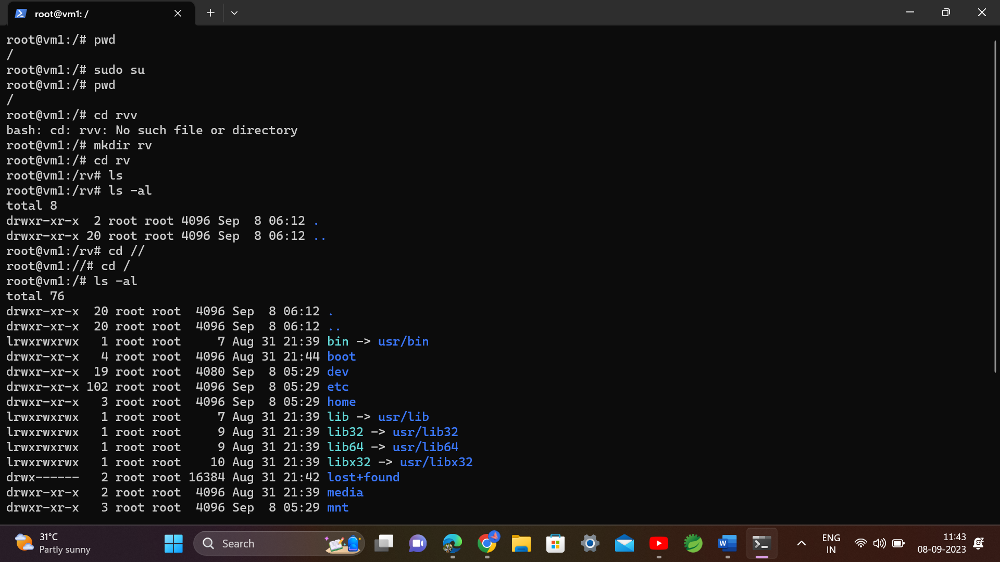 root@vm1: /
root@vm1:/# pwd
/
root@vm1:/# sudo su
root@vm1:/# pwd
/
root@vm1:/# cd rvv
bash: cd: rvv: No such file or directory
root@vm1:/# mkdir rv
root@vm1:/# cd rv
root@vm1:/rv# ls
root@vm1:/rv# ls -al
total 8
drwxr-xr-x  2 root root 4096 Sep  8 06:12 .
drwxr-xr-x 20 root root 4096 Sep  8 06:12 ..
root@vm1:/rv# cd //
root@vm1://# cd /
root@vm1:/# ls -al
total 76
drwxr-xr-x  20 root root  4096 Sep  8 06:12 .
drwxr-xr-x  20 root root  4096 Sep  8 06:12 ..
lrwxrwxrwx   1 root root     7 Aug 31 21:39 bin -> usr/bin
drwxr-xr-x   4 root root  4096 Aug 31 21:44 boot
drwxr-xr-x  19 root root  4080 Sep  8 05:29 dev
drwxr-xr-x 102 root root  4096 Sep  8 05:29 etc
drwxr-xr-x   3 root root  4096 Sep  8 05:29 home
lrwxrwxrwx   1 root root     7 Aug 31 21:39 lib -> usr/lib
lrwxrwxrwx   1 root root     9 Aug 31 21:39 lib32 -> usr/lib32
lrwxrwxrwx   1 root root     9 Aug 31 21:39 lib64 -> usr/lib64
lrwxrwxrwx   1 root root    10 Aug 31 21:39 libx32 -> usr/libx32
drwx------   2 root root 16384 Aug 31 21:42 lost+found
drwxr-xr-x   2 root root  4096 Aug 31 21:39 media
drwxr-xr-x   3 root root  4096 Sep  8 05:29 mnt
31°C
Partly sunny
Search
ENG
IN
11:43
08-09-2023